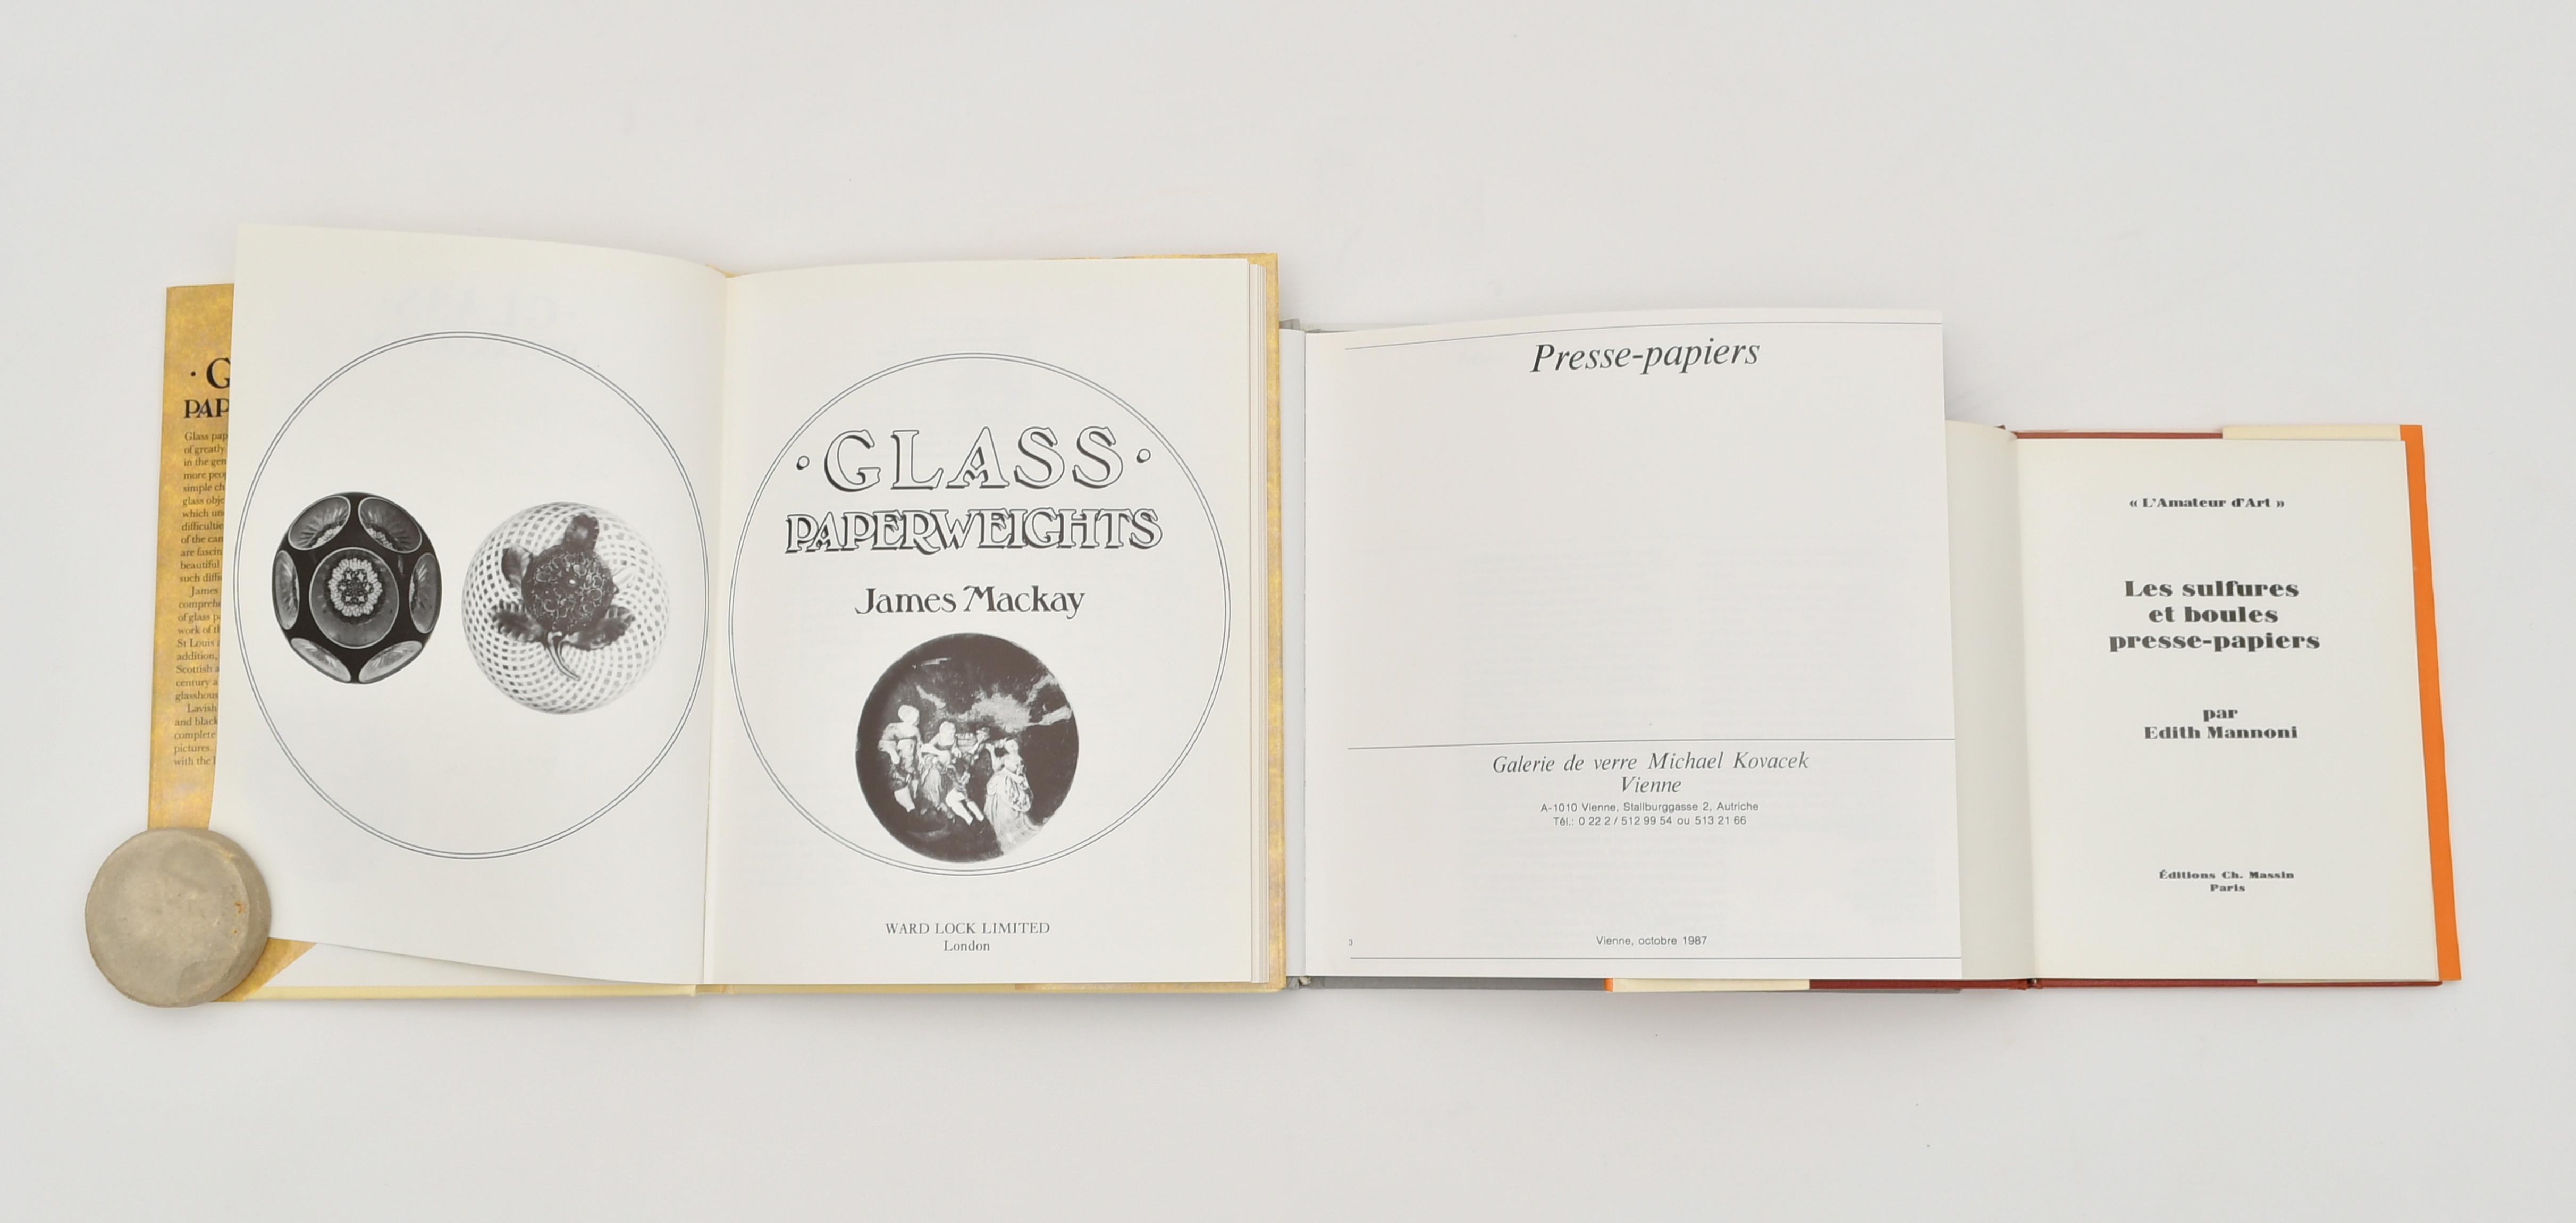 · G
PAP
Glass pap
of greatly
in the gen
more peop
simple ch
glass obje
which un
difficultie
of the can
are fascin
beautiful
such diffi
James
comprehe
of glass p
work of th
St Louis a
addition,
Scottish a
century a
glasshous
Lavish
and black
complete
pictures.
with the l
· GLASS ·
PAPERWEIGHTS
James Mackay
WARD LOCK LIMITED
London
Presse-papiers
Galerie de verre Michael Kovacek
Vienne
A-1010 Vienne, Stallburggasse 2, Autriche
Tél.: 0 22 2 / 512 99 54 ou 513 21 66
3
Vienne, octobre 1987
« L'Amateur d'Art »
Les sulfures
et boules
presse-papiers
par
Edith Mannoni
Éditions Ch. Massin
Paris